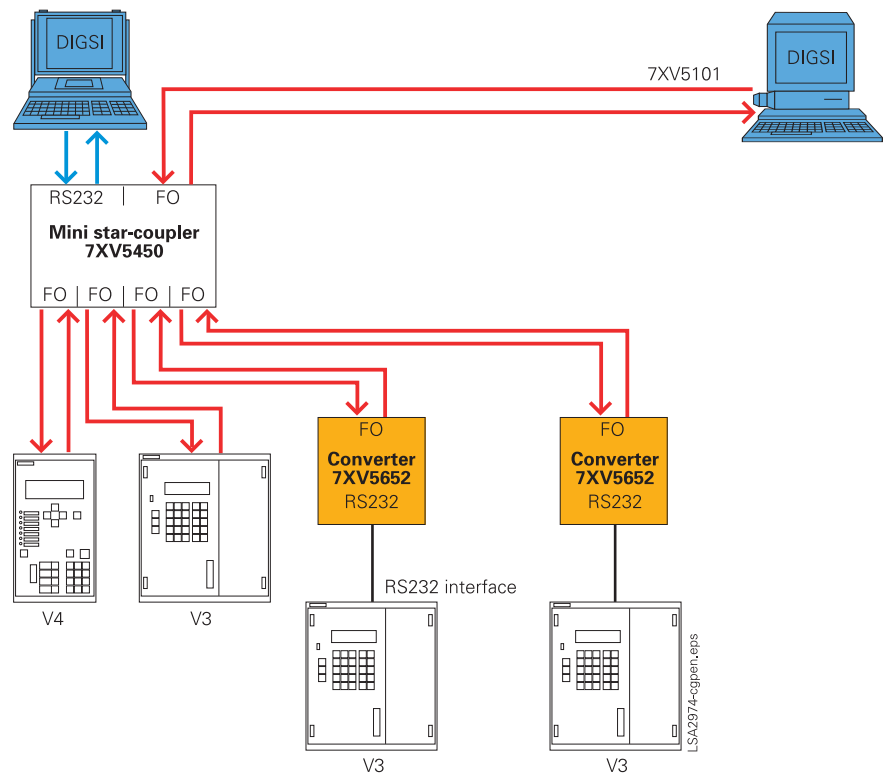 DIGSI
DIGSI
7XV5101
RS232 | FO
Mini star-coupler
7XV5450
FO | FO | FO | FO
FO
Converter
7XV5652
RS232
FO
Converter
7XV5652
RS232
RS232 interface
V4
V3
V3
V3
LSA2974-cgpen.eps